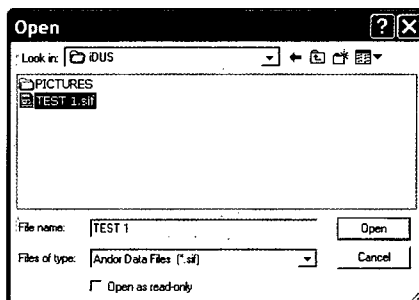 Open
Look in: iDUS
PICTURES
TEST 1.sif
File name: TEST 1 Open
Files of type: Andor Data Files (*.sif) Cancel
Open as read-only